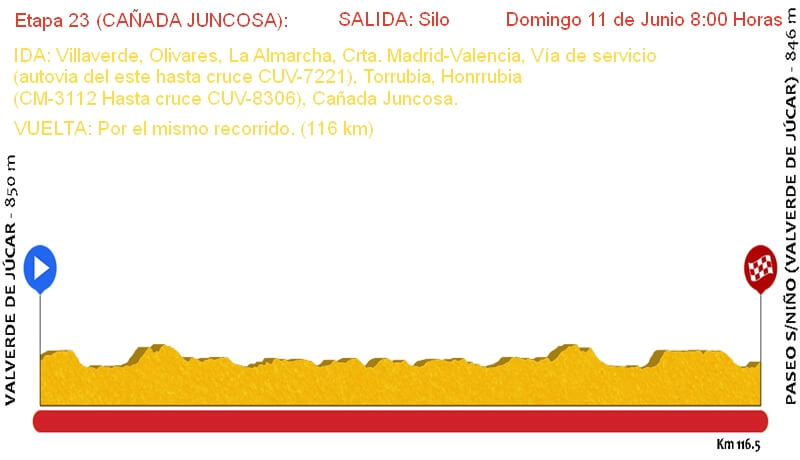 Etapa 23 (CAÑADA JUNCOSA): SALIDA: Silo Domingo 11 de Junio 8:00 Horas
IDA: Villaverde, Olivares, La Almarcha, Crta. Madrid-Valencia, Vía de servicio
(autovia del este hasta cruce CUV-7221), Torrubia, Honrrubia
(CM-3112 Hasta cruce CUV-8306), Cañada Juncosa.
VUELTA: Por el mismo recorrido. (116 km)
VALVERDE DE JÚCAR - 850 m
PASEO S/NIÑO (VALVERDE DE JÚCAR) - 846 m
Km 116.5